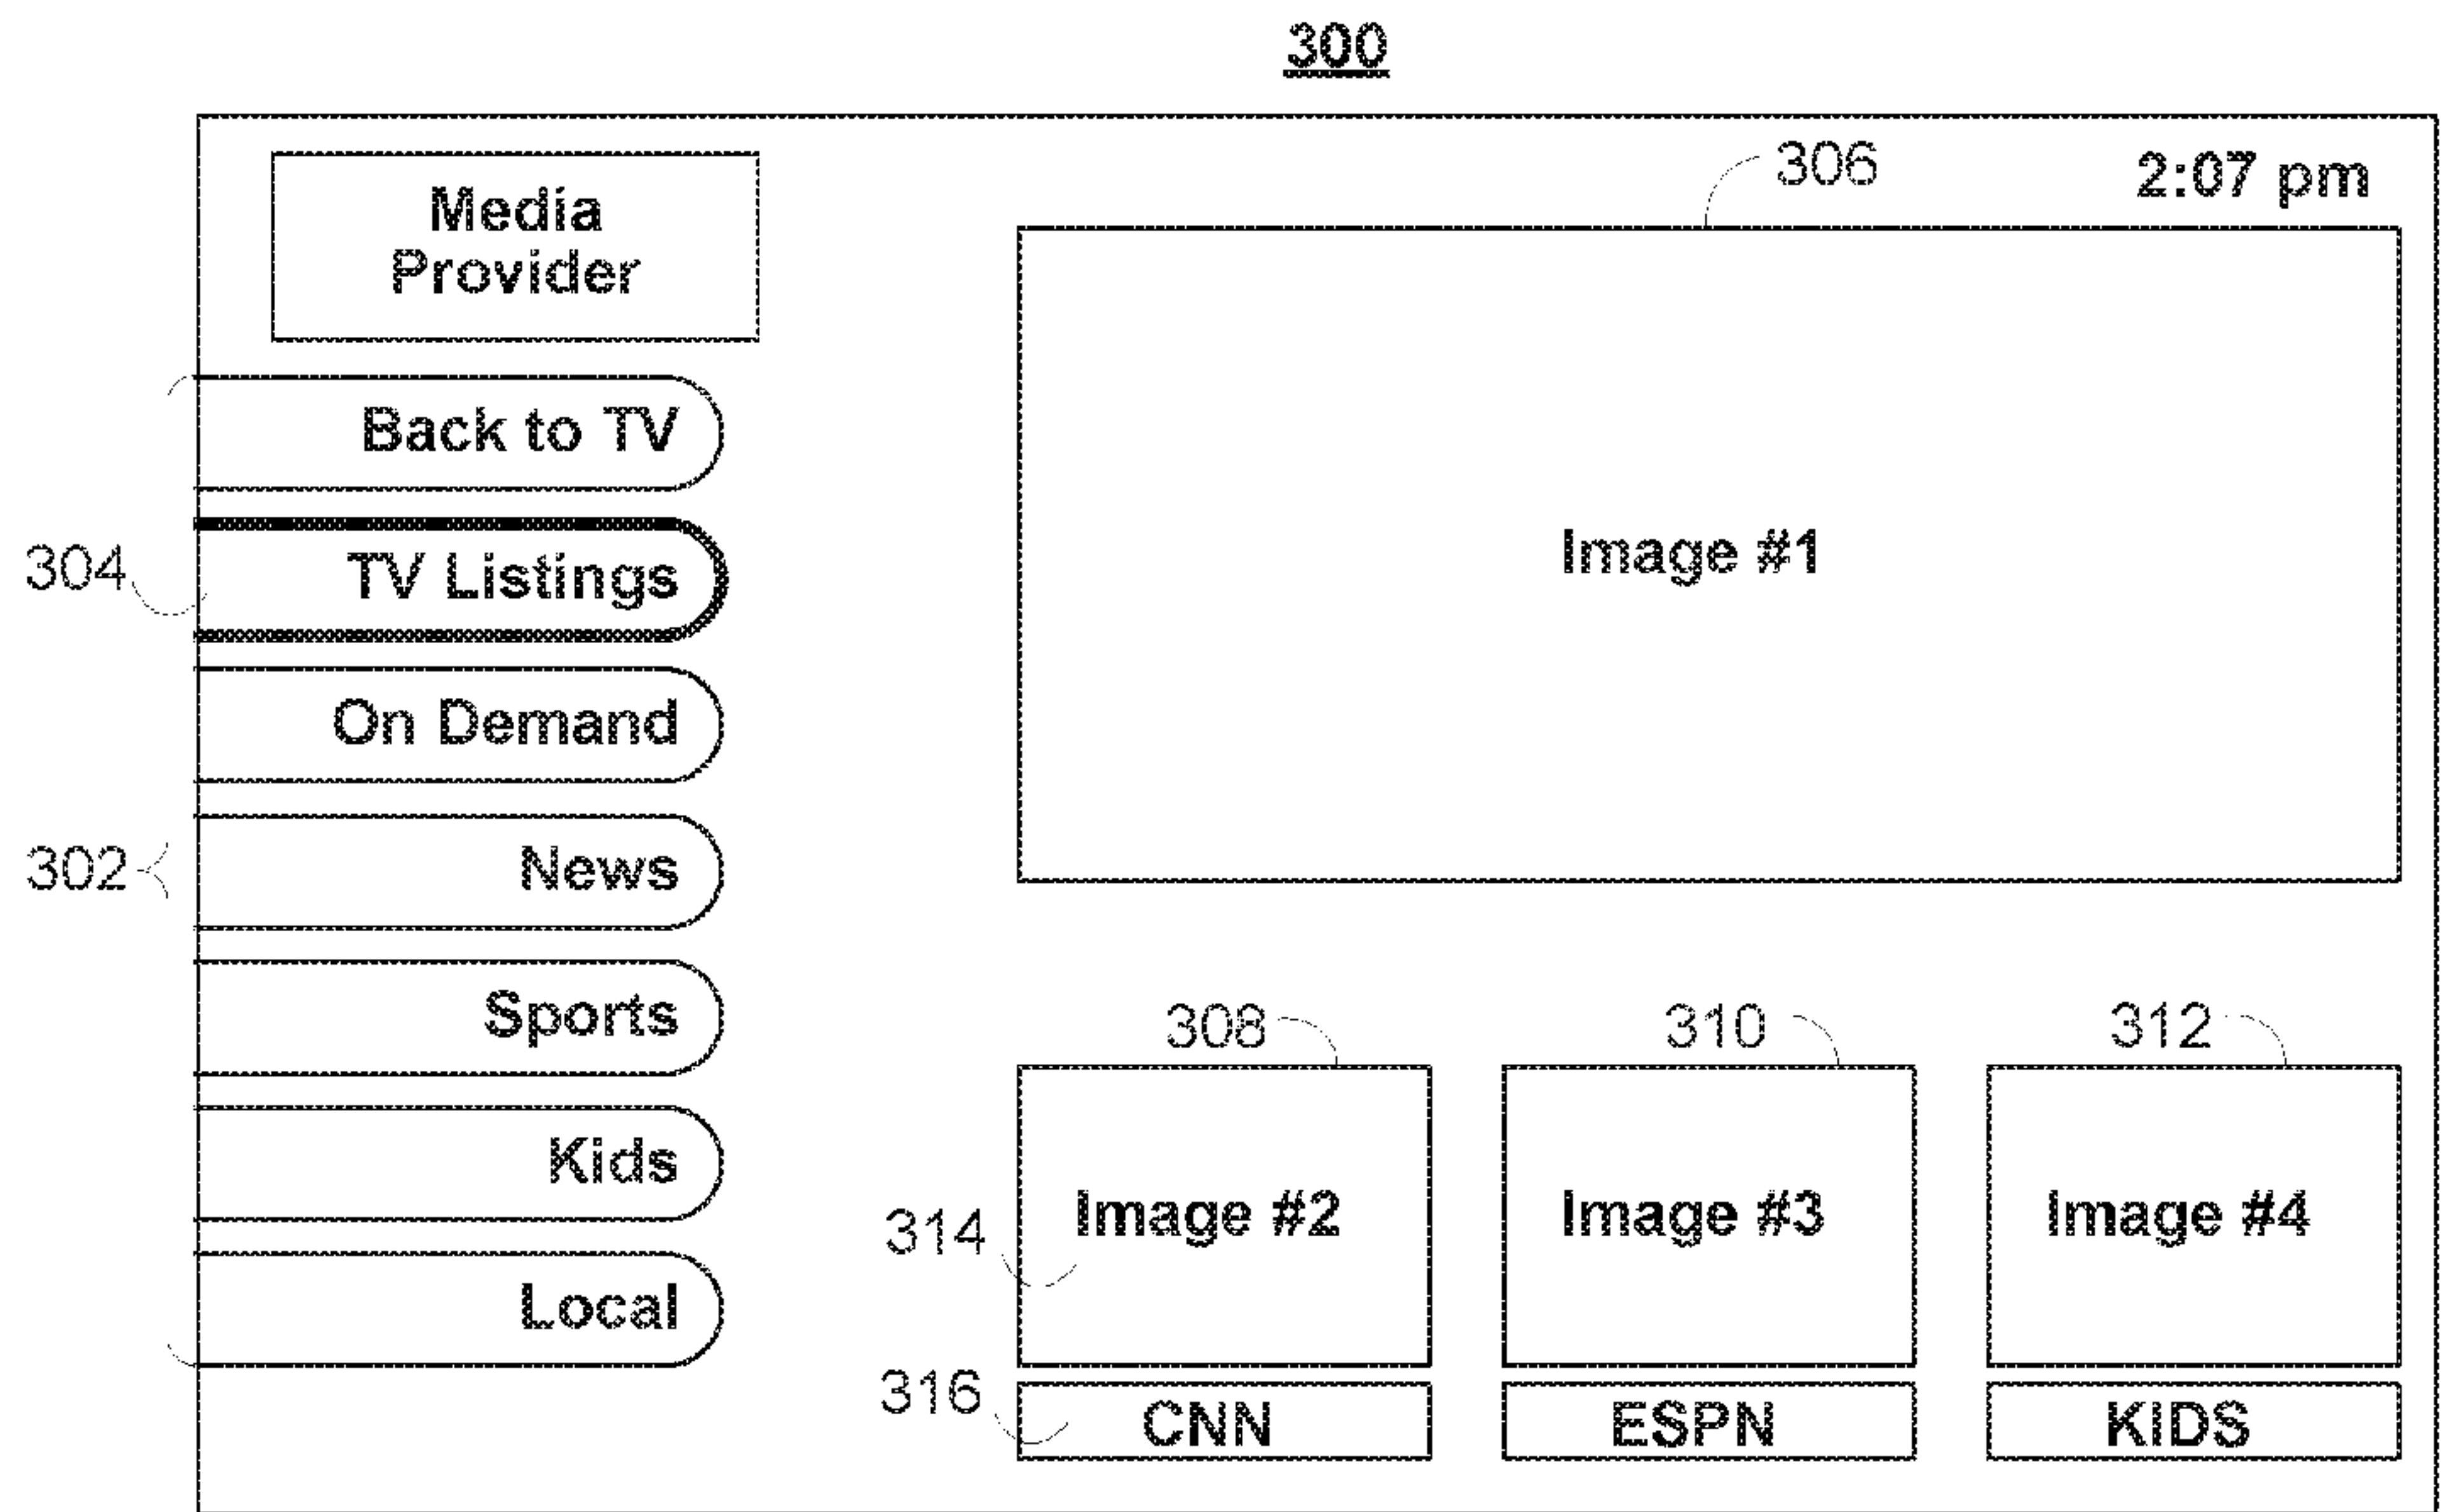 300
306
2:07 pm
Media
Provider
Back to TV
304
TV Listings
Image #1
On Demand
302
News
Sports
308
310
312
Kids
314
Image #2
Image #3
Image #4
Local
316
CNN
ESPN
KIDS